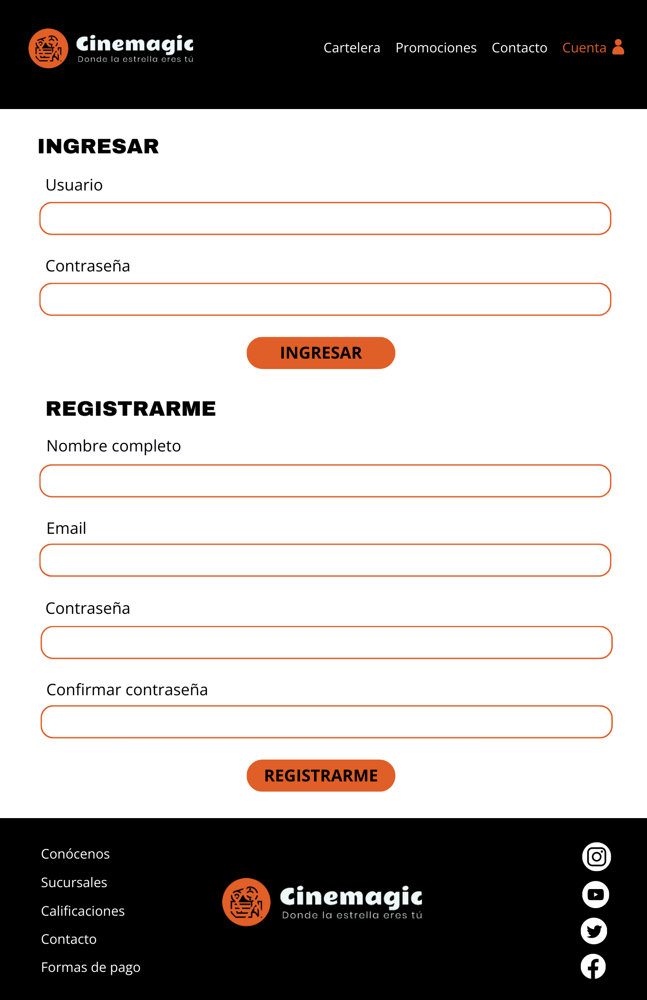 Cinemagic
Donde la estrella eres tú
Cartelera Promociones Contacto Cuenta
INGRESAR
Usuario
Contraseña
INGRESAR
REGISTRARME
Nombre completo
Email
Contraseña
Confirmar contraseña
REGISTRARME
Conócenos
Sucursales
Calificaciones
Contacto
Formas de pago
Cinemagic
Donde la estrella eres tú